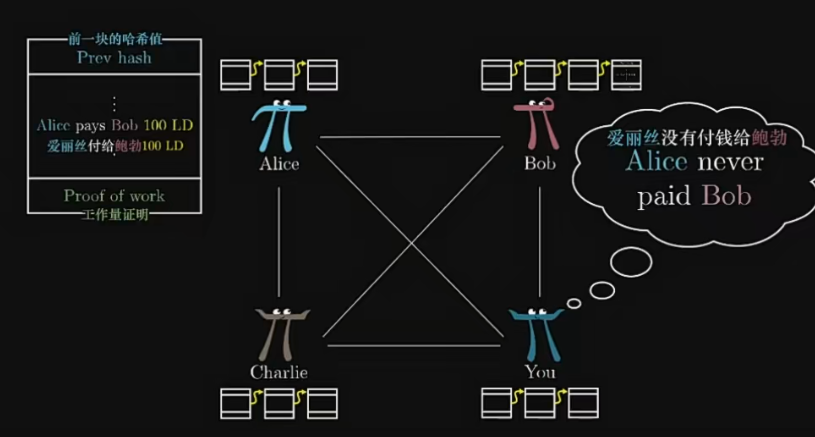 前一块的哈希值
Prev hash
⋮
Alice pays Bob 100 LD
爱丽丝付给鲍勃100 LD
Proof of work
工作量证明
Alice
Bob
爱丽丝没有付钱给鲍勃
Alice never
paid Bob
Charlie
You